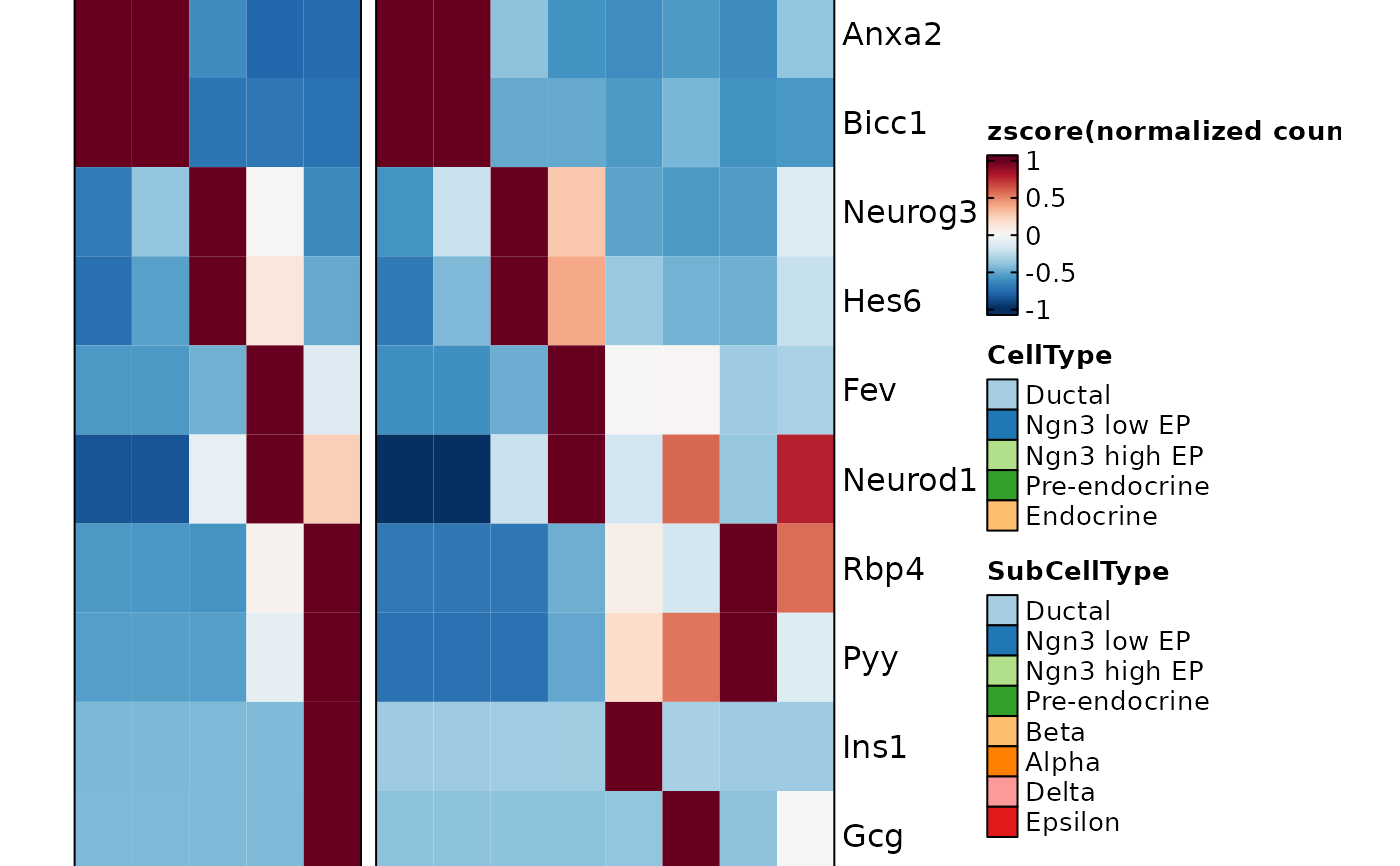 Anxa2
Bicc1
Neurog3
Hes6
Fev
Neurod1
Rbp4
Pyy
Ins1
Gcg
zscore(normalized coun
1
0.5
0
-0.5
-1
CellType
Ductal
Ngn3 low EP
Ngn3 high EP
Pre-endocrine
Endocrine
SubCellType
Ductal
Ngn3 low EP
Ngn3 high EP
Pre-endocrine
Beta
Alpha
Delta
Epsilon